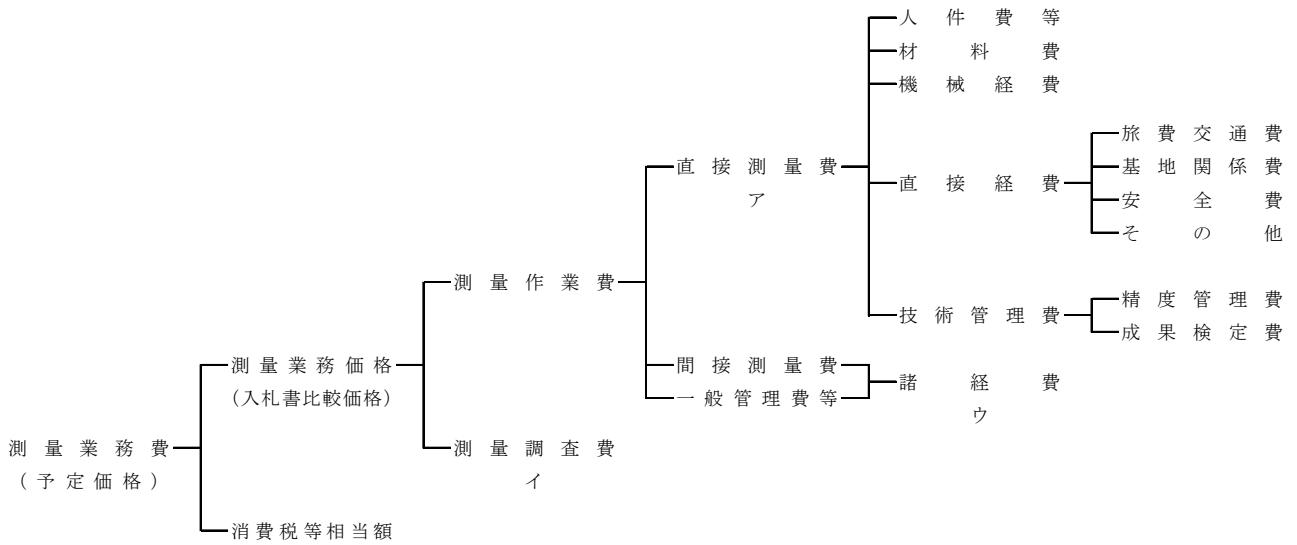 人件費等
材料費
機械経費
旅費交通費
直接測量費
基地関係費
直接経費
ア
安全費
その他
測量作業費
精度管理費
技術管理費
成果検定費
測量業務価格
間接測量費
諸経費
(入札書比較価格)
一般管理費等
ウ
測量業務費
測量調査費
(予定価格)
イ
消費税等相当額